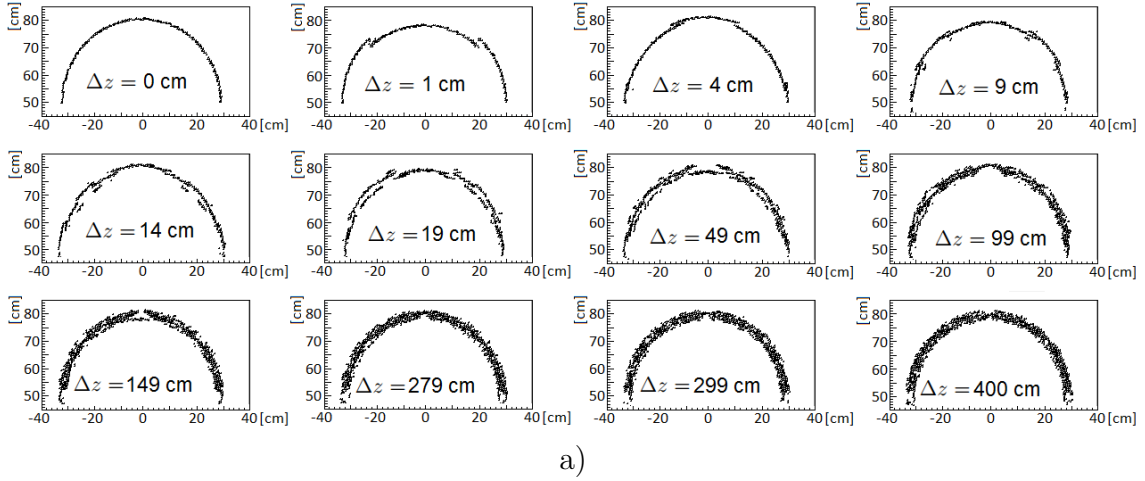 [cm]
80
70
60
50
Δz = 0 cm
-40 -20 0 20 40 [cm]
[cm]
80
70
60
50
Δz = 1 cm
-40 -20 0 20 40 [cm]
[cm]
80
70
60
50
Δz = 4 cm
-40 -20 0 20 40 [cm]
[cm]
80
70
60
50
Δz = 9 cm
-40 -20 0 20 40 [cm]
[cm]
80
70
60
50
Δz = 14 cm
-40 -20 0 20 40 [cm]
[cm]
80
70
60
50
Δz = 19 cm
-40 -20 0 20 40 [cm]
[cm]
80
70
60
50
Δz = 49 cm
-40 -20 0 20 40 [cm]
[cm]
80
70
60
50
Δz = 99 cm
-40 -20 0 20 40 [cm]
[cm]
80
70
60
50
Δz = 149 cm
-40 -20 0 20 40 [cm]
[cm]
80
70
60
50
Δz = 279 cm
-40 -20 0 20 40 [cm]
[cm]
80
70
60
50
Δz = 299 cm
-40 -20 0 20 40 [cm]
[cm]
80
70
60
50
Δz = 400 cm
-40 -20 0 20 40 [cm]
a)